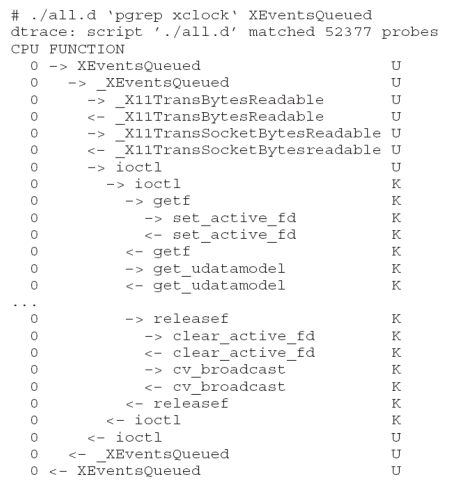 # ./all.d `pgrep xclock` XEventsQueued
dtrace: script './all.d' matched 52377 probes
CPU FUNCTION
  0 -> XEventsQueued                      U
  0   -> _XEventsQueued                   U
  0     -> _X11TransBytesReadable         U
  0     <- _X11TransBytesReadable         U
  0     -> _X11TransSocketBytesReadable   U
  0     <- _X11TransSocketBytesreadable   U
  0     -> ioctl                          U
  0       -> ioctl                        K
  0         -> getf                       K
  0           -> set_active_fd            K
  0           <- set_active_fd            K
  0         <- getf                       K
  0         -> get_udatamodel             K
  0         <- get_udatamodel             K
...
  0         -> releasef                   K
  0           -> clear_active_fd          K
  0           <- clear_active_fd          K
  0           -> cv_broadcast             K
  0           <- cv_broadcast             K
  0         <- releasef                   K
  0       <- ioctl                        K
  0     <- ioctl                          U
  0   <- _XEventsQueued                   U
  0 <- XEventsQueued                      U